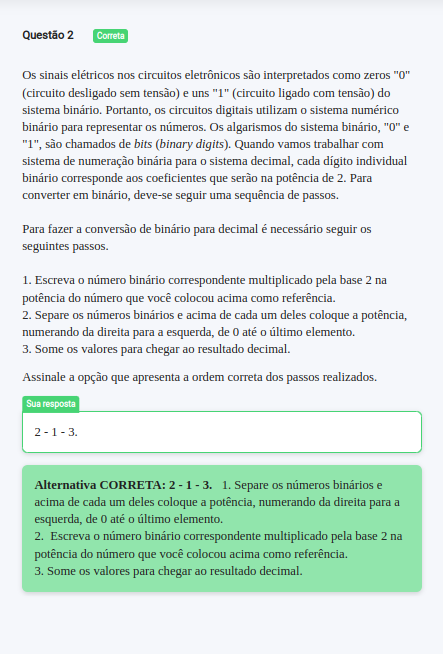 Questão 2 Correta
Os sinais elétricos nos circuitos eletrônicos são interpretados como zeros "0"
(circuito desligado sem tensão) e uns "1" (circuito ligado com tensão) do
sistema binário. Portanto, os circuitos digitais utilizam o sistema numérico
binário para representar os números. Os algarismos do sistema binário, "0" e
"1", são chamados de bits (binary digits). Quando vamos trabalhar com
sistema de numeração binária para o sistema decimal, cada dígito individual
binário corresponde aos coeficientes que serão na potência de 2. Para
converter em binário, deve-se seguir uma sequência de passos.
Para fazer a conversão de binário para decimal é necessário seguir os
seguintes passos.
1. Escreva o número binário correspondente multiplicado pela base 2 na
potência do número que você colocou acima como referência.
2. Separe os números binários e acima de cada um deles coloque a potência,
numerando da direita para a esquerda, de 0 até o último elemento.
3. Some os valores para chegar ao resultado decimal.
Assinale a opção que apresenta a ordem correta dos passos realizados.
Sua resposta
2 - 1 - 3.
Alternativa CORRETA: 2 - 1 - 3. 1. Separe os números binários e
acima de cada um deles coloque a potência, numerando da direita para a
esquerda, de 0 até o último elemento.
2. Escreva o número binário correspondente multiplicado pela base 2 na
potência do número que você colocou acima como referência.
3. Some os valores para chegar ao resultado decimal.